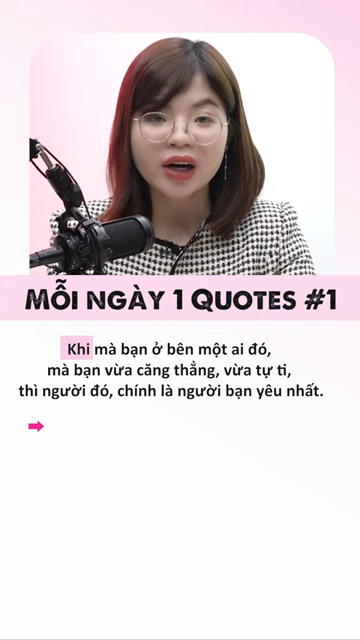 MỖI NGÀY 1 QUOTES #1
Khi mà bạn ở bên một ai đó,
mà bạn vừa căng thẳng, vừa tự ti,
thì người đó, chính là người bạn yêu nhất.